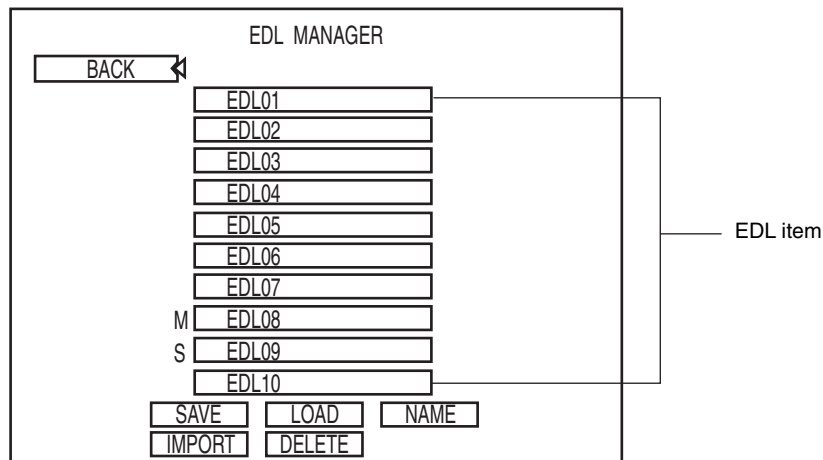 EDL MANAGER
BACK
EDL01
EDL02
EDL03
EDL04
EDL05
EDL06
EDL07
M EDL08
S EDL09
EDL10
EDL item
SAVE LOAD NAME
IMPORT DELETE